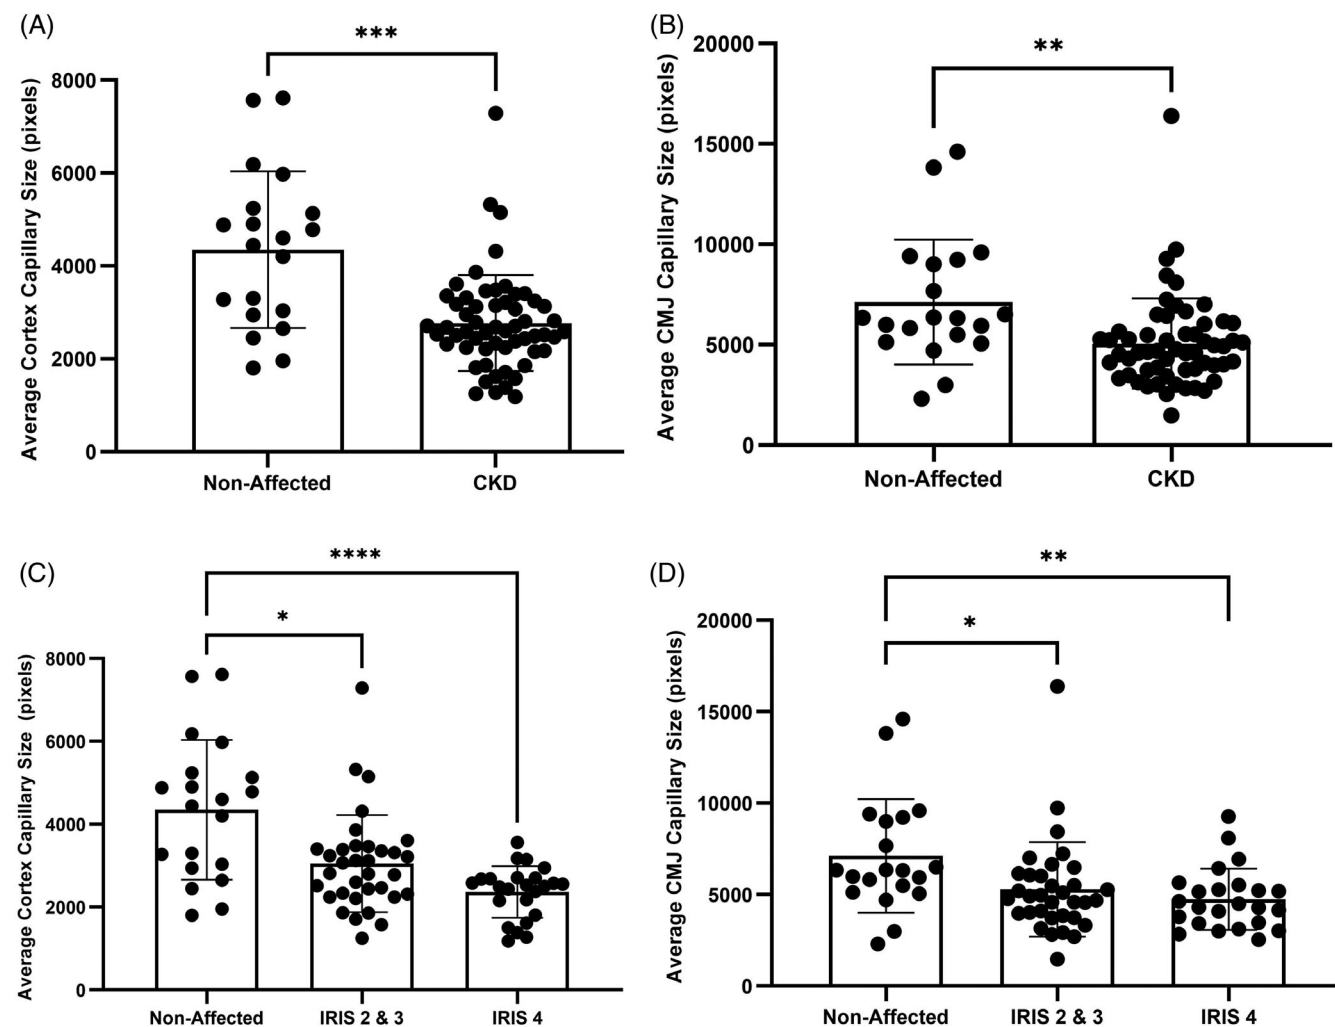 (A)
***
Average Cortex Capillary Size (pixels)
8000
6000
4000
2000
0
Non-Affected
CKD
(B)
**
Average CMJ Capillary Size (pixels)
20000
15000
10000
5000
0
Non-Affected
CKD
(C)
****
*
Average Cortex Capillary Size (pixels)
8000
6000
4000
2000
0
Non-Affected
IRIS 2 & 3
IRIS 4
(D)
**
*
Average CMJ Capillary Size (pixels)
20000
15000
10000
5000
0
Non-Affected
IRIS 2 & 3
IRIS 4